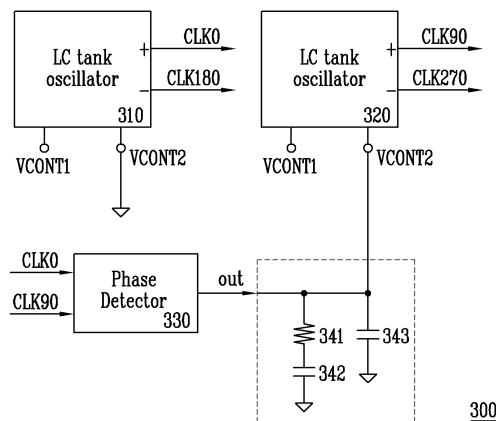 LC tank
oscillator
+
−
310
CLK0
CLK180
VCONT1
VCONT2
LC tank
oscillator
+
−
320
CLK90
CLK270
VCONT1
VCONT2
CLK0
CLK90
Phase
Detector
330
out
341
342
343
300